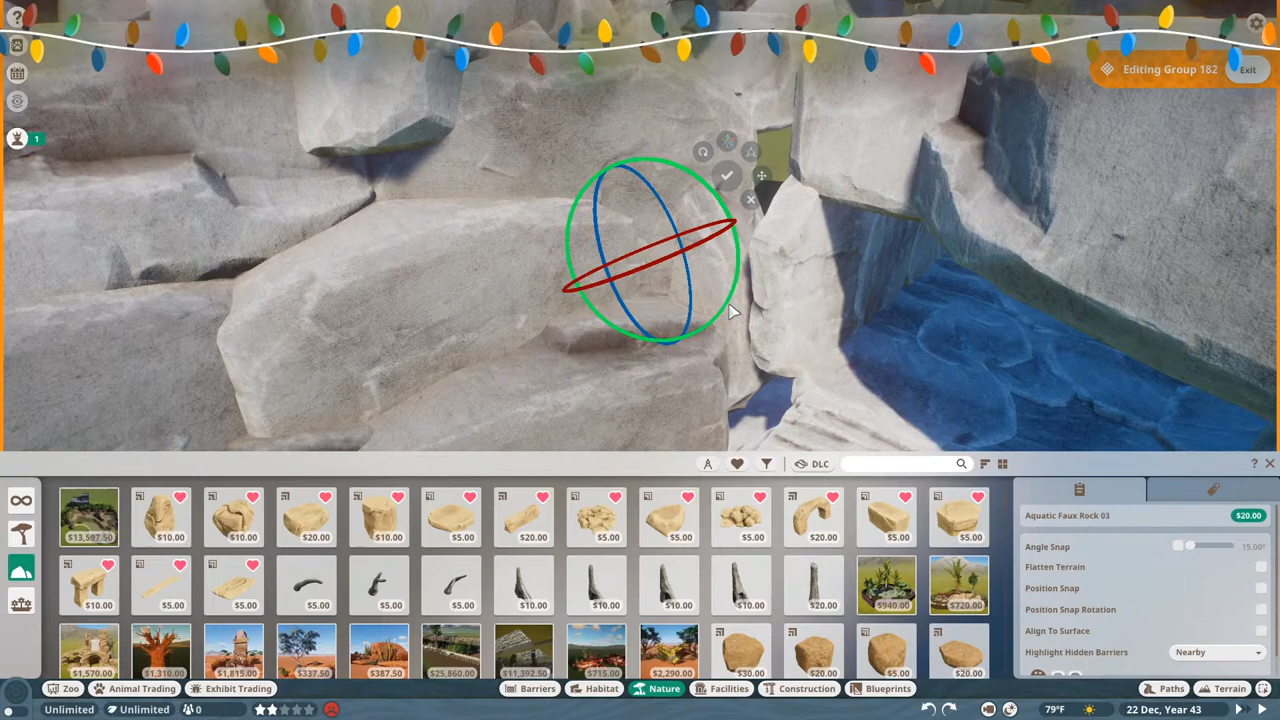 ?
Editing Group 182
Exit
1
DLC
? ×
$13,597.50 $10.00 $10.00 $20.00 $10.00 $5.00 $20.00 $5.00 $5.00 $5.00 $20.00 $5.00 $5.00
Aquatic Faux Rock 03 $20.00
Angle Snap 15.00°
Flatten Terrain
$10.00 $5.00 $5.00 $5.00 $5.00 $5.00 $10.00 $10.00 $10.00 $10.00 $20.00 $940.00 $720.00
Position Snap
Position Snap Rotation
Align To Surface
Highlight Hidden Barriers Nearby
$1,570.00 $1,310.00 $1,815.00 $337.50 $387.50 $25,860.00 $11,392.50 $715.00 $2,290.00 $30.00 $20.00 $5.00 $20.00
Zoo Animal Trading Exhibit Trading Barriers Habitat Nature Facilities Construction Blueprints Paths Terrain
Unlimited Unlimited 0 79°F 22 Dec, Year 43